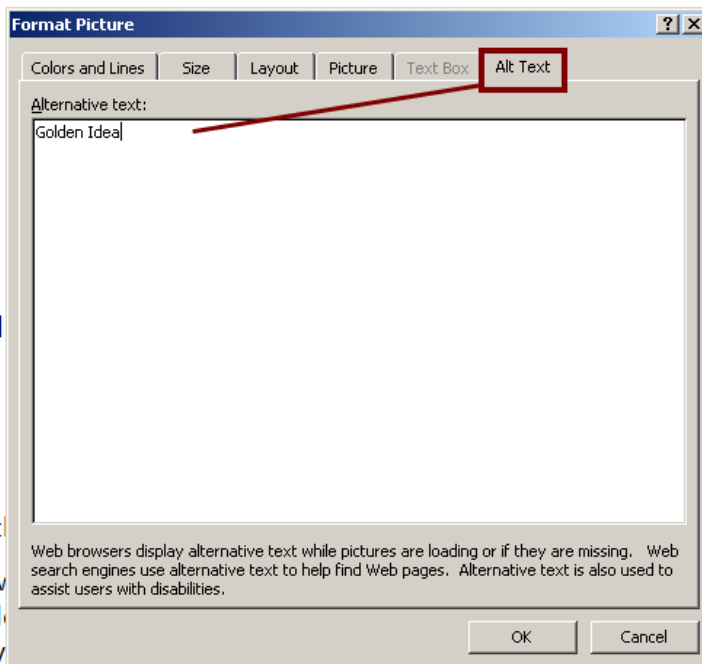 Format Picture
Colors and Lines Size Layout Picture Text Box Alt Text
Alternative text:
Golden Idea
Web browsers display alternative text while pictures are loading or if they are missing. Web
search engines use alternative text to help find Web pages. Alternative text is also used to
assist users with disabilities.
OK Cancel